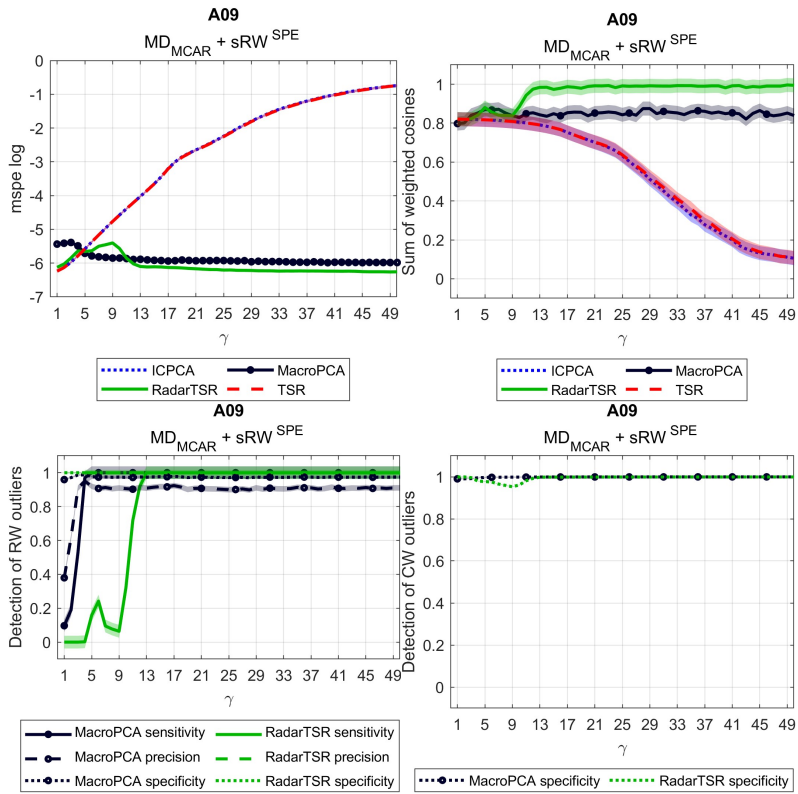 A09
MD_MCAR + sRW^SPE
mspe log
0
-1
-2
-3
-4
-5
-6
-7
1 5 9 13 17 21 25 29 33 37 41 45 49
γ
ICPCA MacroPCA
RadarTSR TSR
A09
MD_MCAR + sRW^SPE
Sum of weighted cosines
1
0.8
0.6
0.4
0.2
0
1 5 9 13 17 21 25 29 33 37 41 45 49
γ
ICPCA MacroPCA
RadarTSR TSR
A09
MD_MCAR + sRW^SPE
Detection of RW outliers
1
0.8
0.6
0.4
0.2
0
1 5 9 13 17 21 25 29 33 37 41 45 49
γ
MacroPCA sensitivity RadarTSR sensitivity
MacroPCA precision RadarTSR precision
MacroPCA specificity RadarTSR specificity
A09
MD_MCAR + sRW^SPE
Detection of CW outliers
1
0.8
0.6
0.4
0.2
0
1 5 9 13 17 21 25 29 33 37 41 45 49
γ
MacroPCA specificity RadarTSR specificity